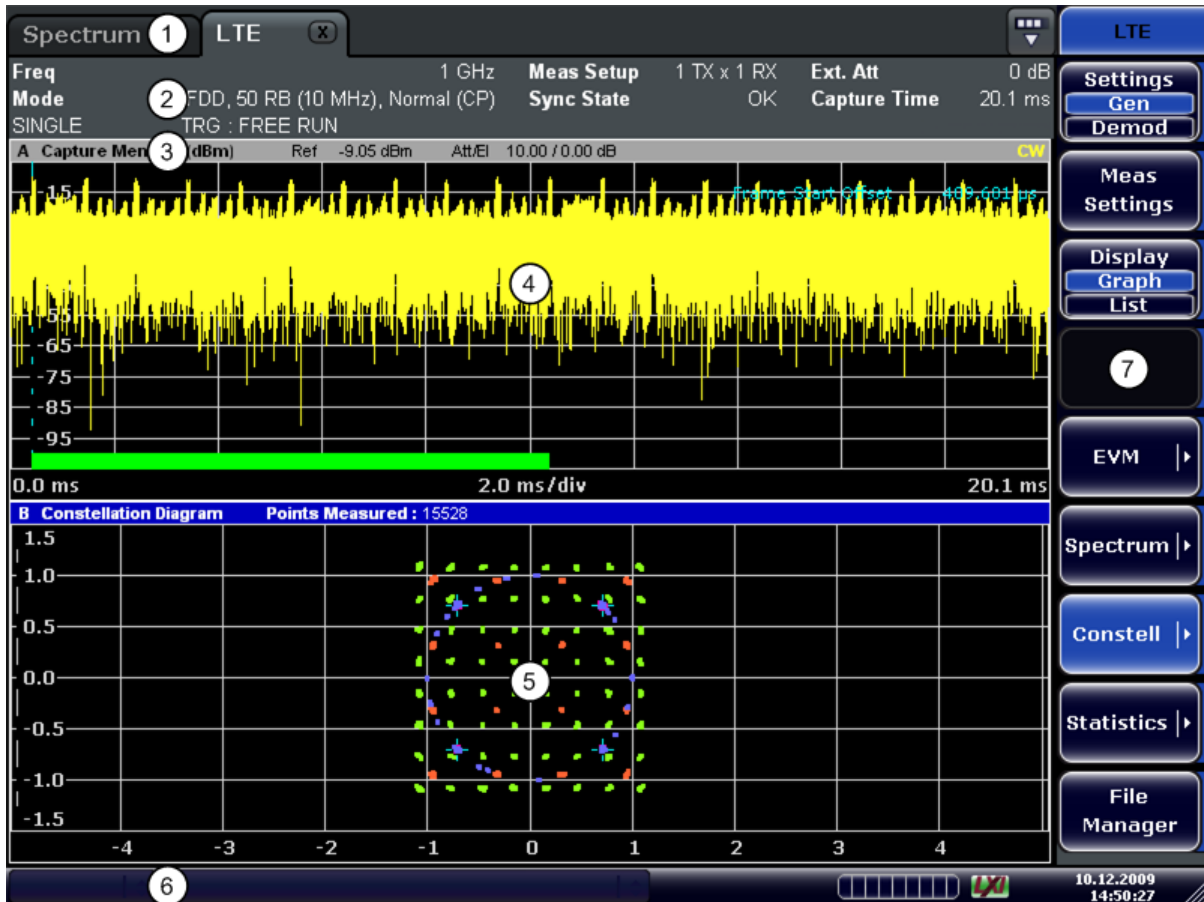 Spectrum 1 LTE X
LTE
Freq 1 GHz Meas Setup 1 TX x 1 RX Ext. Att 0 dB
Mode 2 FDD, 50 RB (10 MHz), Normal (CP) Sync State OK Capture Time 20.1 ms
SINGLE TRG : FREE RUN
A Capture Mem 3 (dBm) Ref -9.05 dBm Att/El 10.00 / 0.00 dB CW
-15
Frame Start Offset 409.601 µs
4
-55
-65
-75
-85
-95
0.0 ms 2.0 ms/div 20.1 ms
B Constellation Diagram Points Measured : 15528
1.5
1.0
0.5
0.0
5
-0.5
-1.0
-1.5
-4 -3 -2 -1 0 1 2 3 4
6
LXI
10.12.2009
14:50:27
Settings
Gen
Demod
Meas
Settings
Display
Graph
List
7
EVM
Spectrum
Constell
Statistics
File
Manager